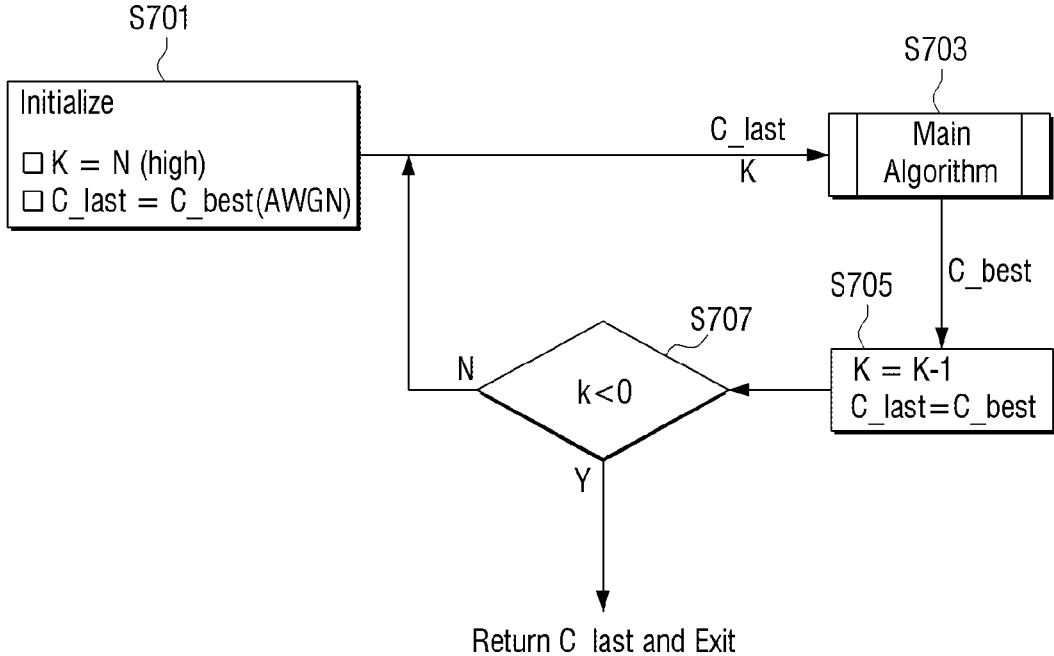 S701
S703
Initialize
□ K = N (high)
□ C_last = C_best(AWGN)
C_last
K
Main
Algorithm
C_best
S705
S707
K = K-1
C_last=C_best
N
k<0
Y
Return C_last and Exit